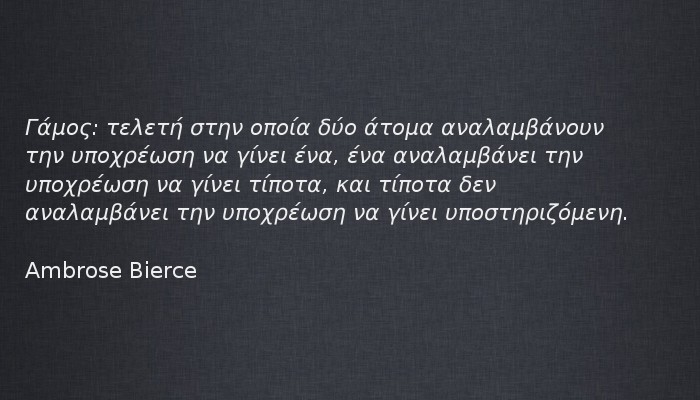 Γάμος: τελετή στην οποία δύο άτομα αναλαμβάνουν
την υποχρέωση να γίνει ένα, ένα αναλαμβάνει την
υποχρέωση να γίνει τίποτα, και τίποτα δεν
αναλαμβάνει την υποχρέωση να γίνει υποστηριζόμενη.
Ambrose Bierce